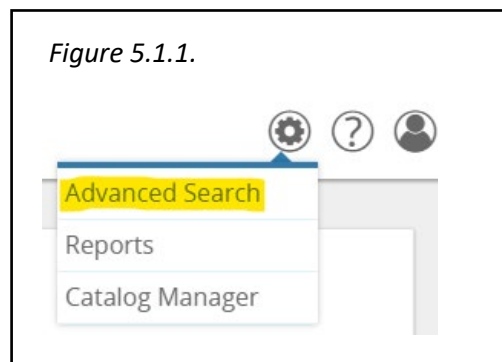 Figure 5.1.1.
?
Advanced Search
Reports
Catalog Manager